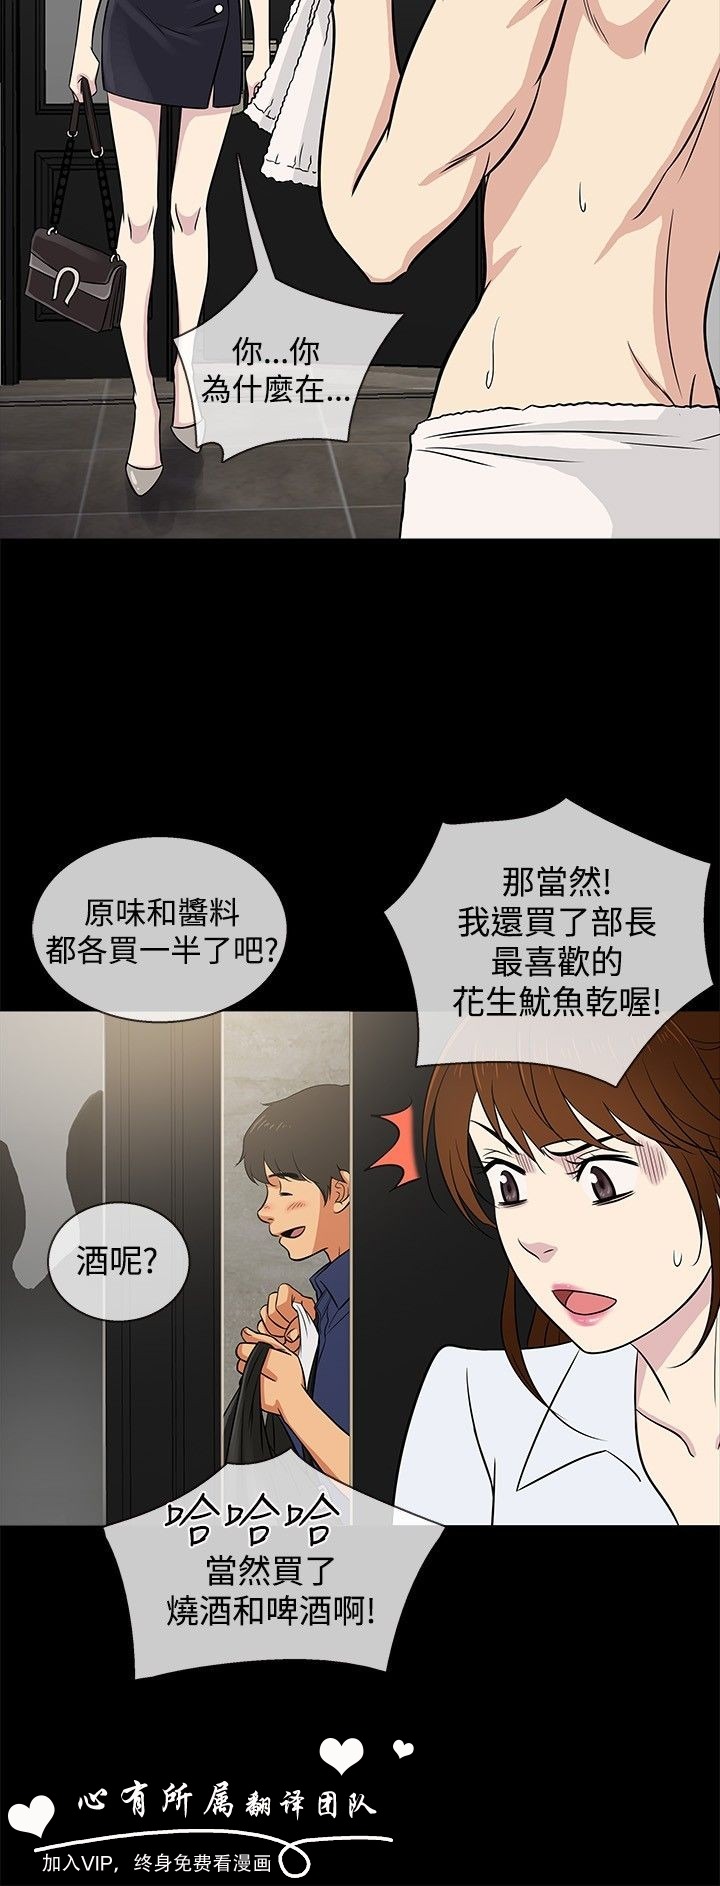 你...你
為什麼在...
原味和醬料
都各買一半了吧?
那當然!
我還買了部長
最喜歡的
花生魷魚乾喔!
酒呢?
哈哈哈
當然買了
燒酒和啤酒啊!
心有所属翻译团队
加入VIP，终身免费看漫画